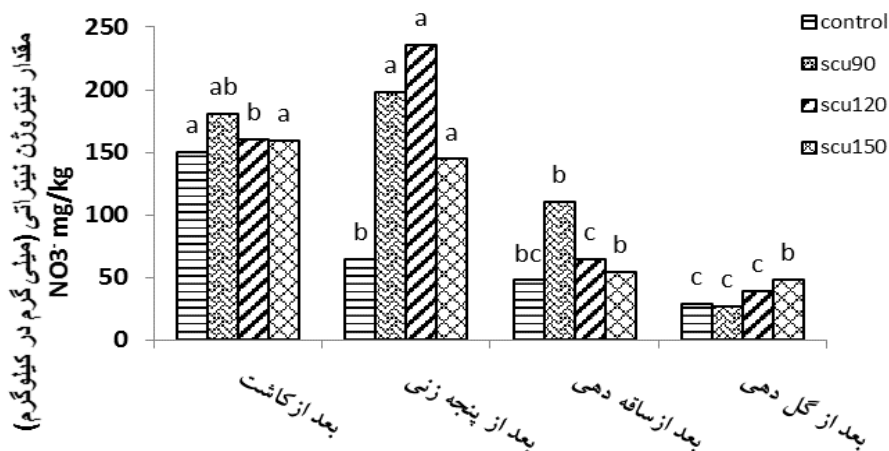 مقدار نیتروژن نیتراتی (میلی گرم در کیلوگرم)
NO3⁻ mg/kg
250
200
150
100
50
0
a
ab
b
a
b
a
a
a
bc
b
c
b
c
c
c
b
بعد ازکاشت
بعد از پنجه زنی
بعد ازساقه دهی
بعد از گل دهی
control
scu90
scu120
scu150